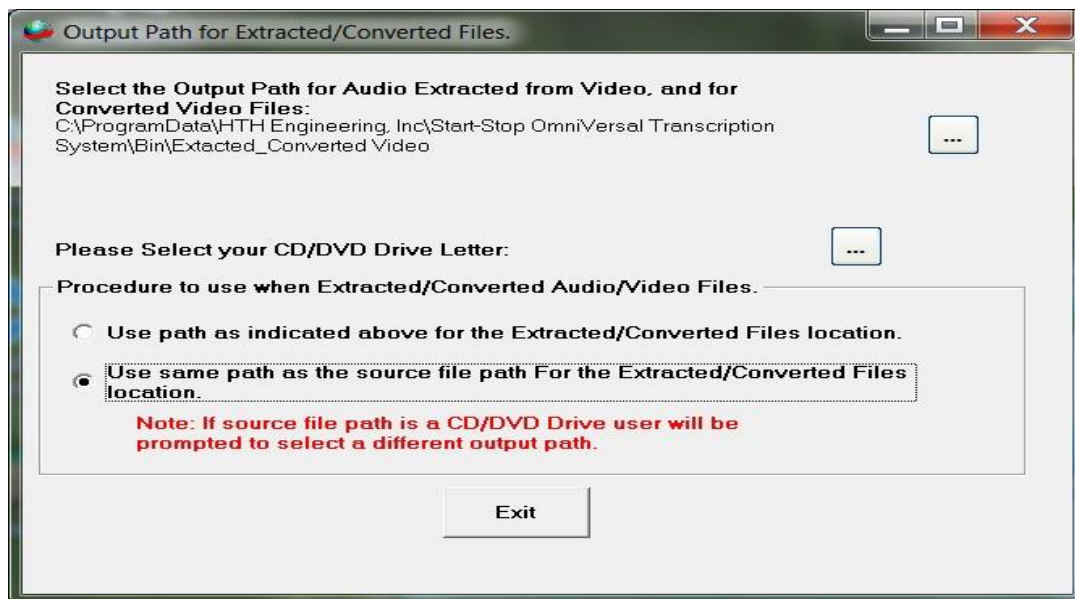 Output Path for Extracted/Converted Files.
Select the Output Path for Audio Extracted from Video, and for
Converted Video Files:
C:\ProgramData\HTH Engineering, Inc\Start-Stop OmniVersal Transcription
System\Bin\Extacted_Converted Video
...
Please Select your CD/DVD Drive Letter:
...
Procedure to use when Extracted/Converted Audio/Video Files.
Use path as indicated above for the Extracted/Converted Files location.
Use same path as the source file path For the Extracted/Converted Files
location.
Note: If source file path is a CD/DVD Drive user will be
prompted to select a different output path.
Exit